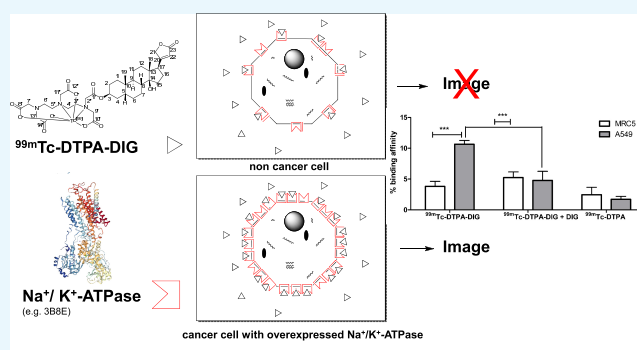 99mTc-DTPA-DIG
non cancer cell
Image
% binding affinity
15
10
5
0
***
***
MRC5
A549
99mTc-DTPA-DIG
99mTc-DTPA-DIG + DIG
99mTc-DTPA
Na+/ K+-ATPase
(e.g. 3B8E)
Image
cancer cell with overexpressed Na+/K+-ATPase